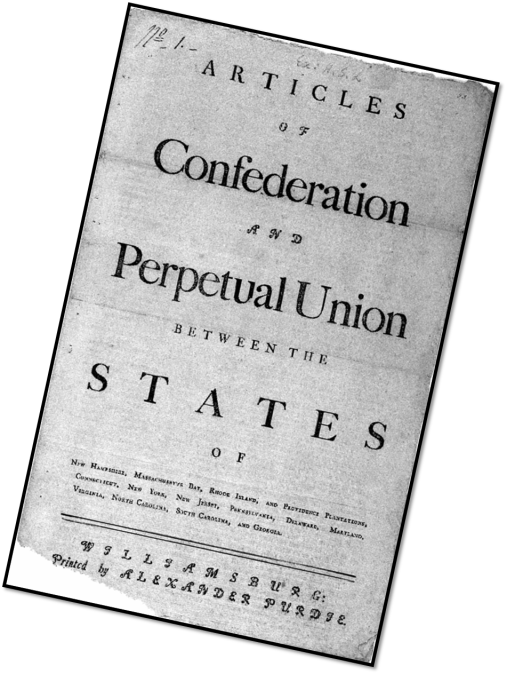 No. 1.-
ARTICLES
OF
Confederation
AND
Perpetual Union
BETWEEN THE
STATES
OF
New Hampshire, Massachusetts Bay, Rhode Island, and Providence Plantations,
Connecticut, New York, New Jersey, Pennsylvania, Delaware, Maryland,
Virginia, North Carolina, South Carolina, and Georgia.
WILLIAMSBURG:
Printed by ALEXANDER PURDIE.